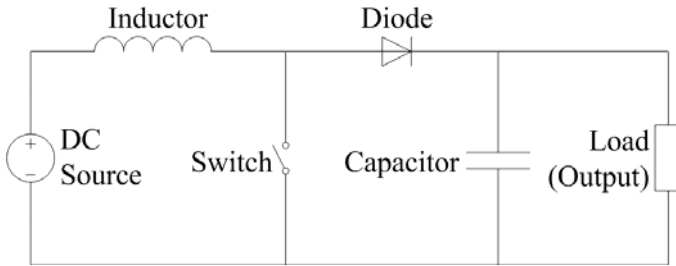 Inductor
Diode
+
DC
Source
−
Switch
Capacitor
Load
(Output)